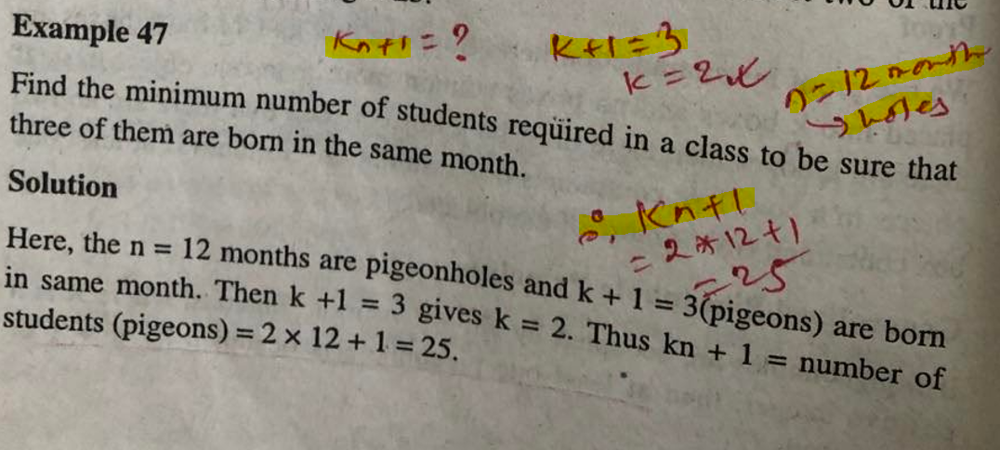 Example 47
Kn+1 = ?
K+1=3
K = 2
n=12 month
→ holes
Find the minimum number of students required in a class to be sure that
three of them are born in the same month.
Solution
∴ Kn+1
= 2*12+1
=25
Here, the n = 12 months are pigeonholes and k + 1 = 3(pigeons) are born
in same month. Then k +1 = 3 gives k = 2. Thus kn + 1 = number of
students (pigeons) = 2 × 12 + 1 = 25.